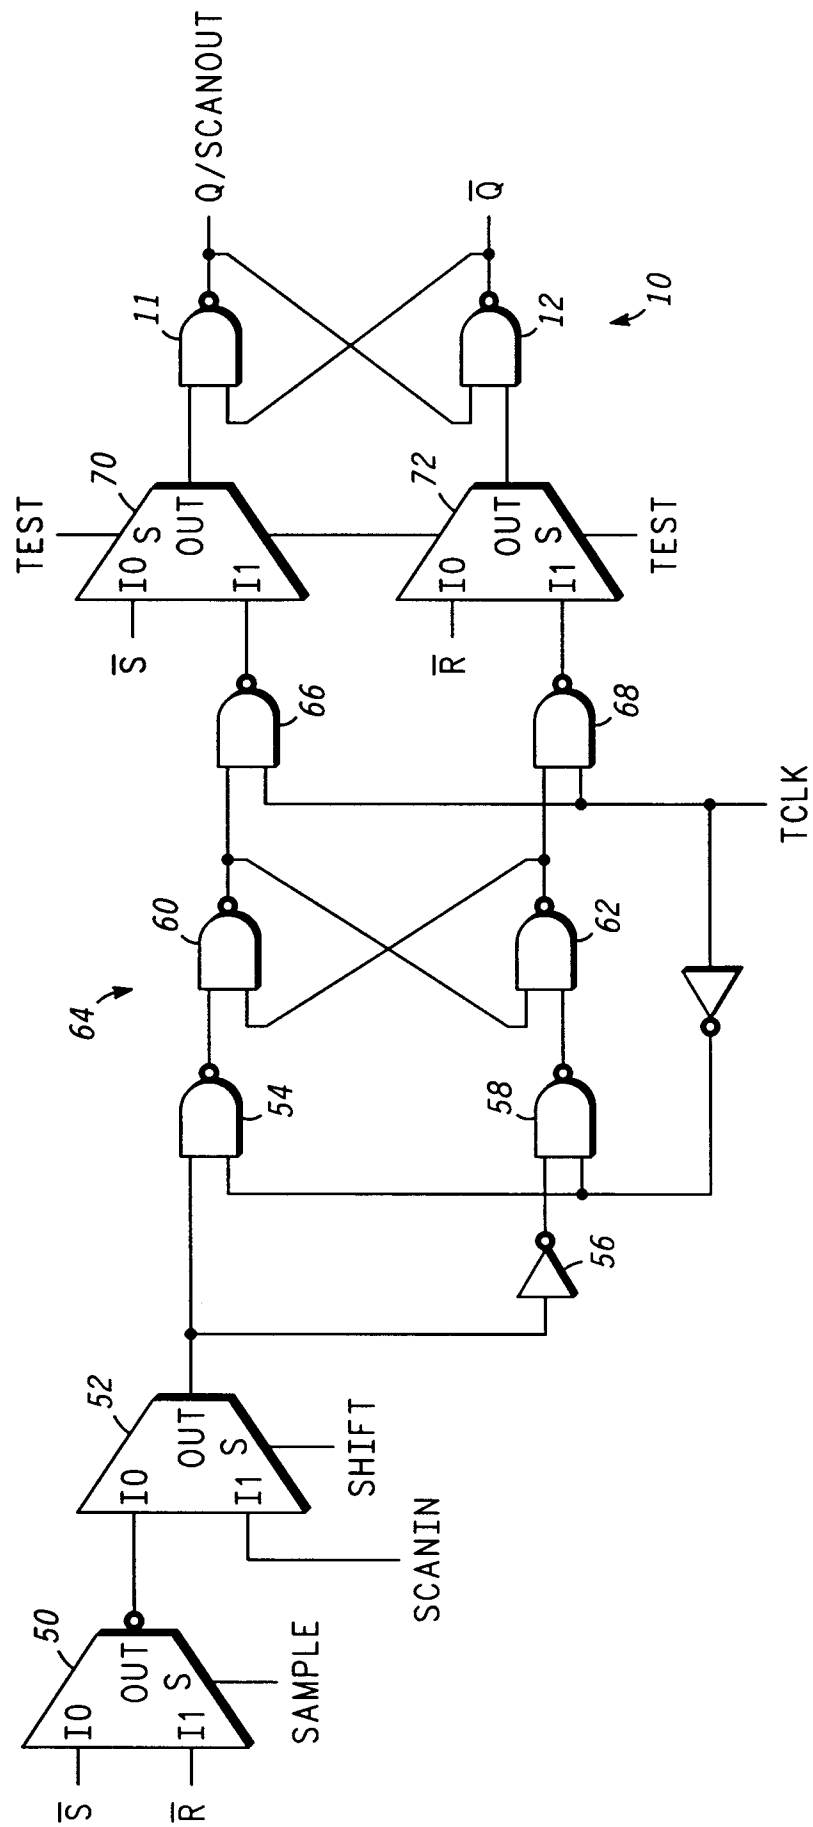 S̅
R̅
I0
I1
OUT
S
50
SAMPLE
SCANIN
I0
I1
OUT
S
52
SHIFT
56
54
58
64
60
62
TCLK
66
68
S̅
R̅
TEST
I0
S
OUT
I1
70
I0
OUT
I1
S
72
TEST
11
12
10
Q/SCANOUT
Q̅